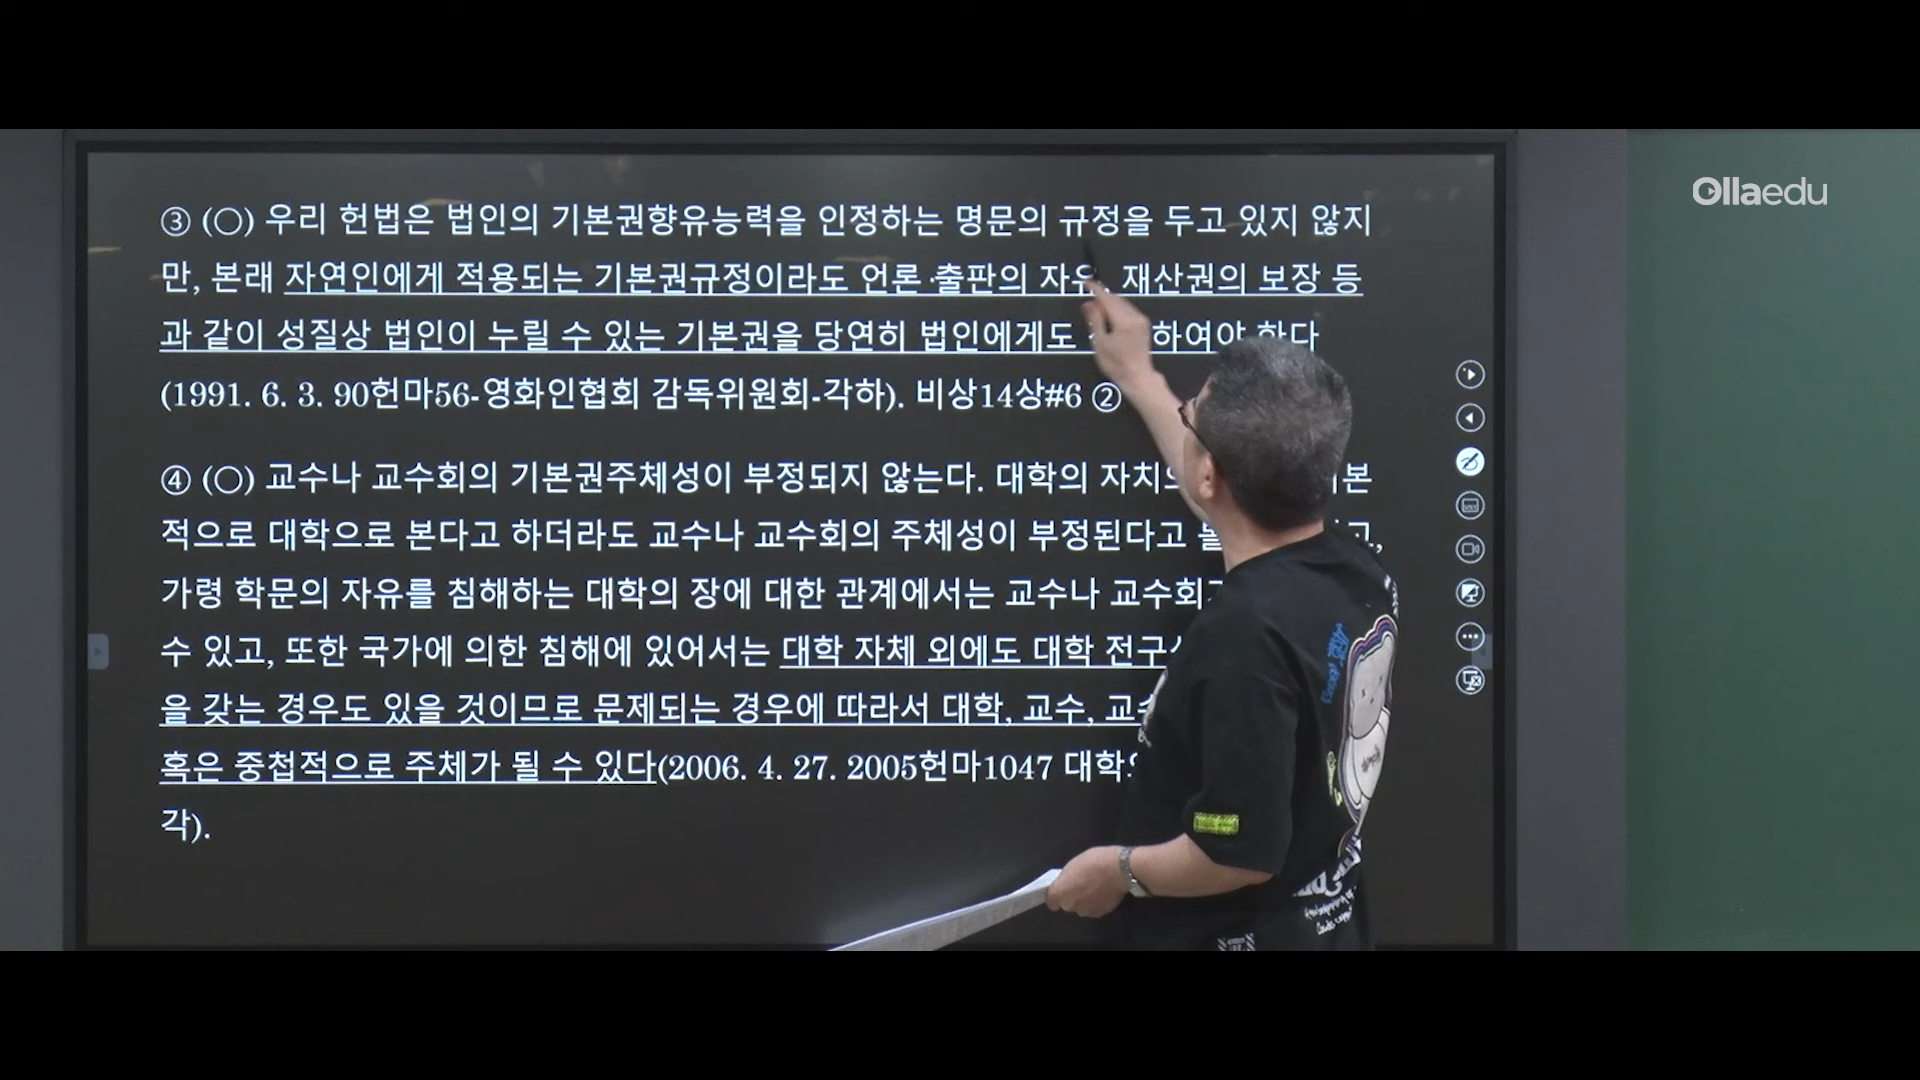 Ollaedu
③ (○) 우리 헌법은 법인의 기본권향유능력을 인정하는 명문의 규정을 두고 있지 않지
만, 본래 자연인에게 적용되는 기본권규정이라도 언론·출판의 자유, 재산권의 보장 등
과 같이 성질상 법인이 누릴 수 있는 기본권을 당연히 법인에게도 하여야 한다
(1991. 6. 3. 90헌마56-영화인협회 감독위원회-각하). 비상14상#6 ②
④ (○) 교수나 교수회의 기본권주체성이 부정되지 않는다. 대학의 자치의 본
적으로 대학으로 본다고 하더라도 교수나 교수회의 주체성이 부정된다고 고,
가령 학문의 자유를 침해하는 대학의 장에 대한 관계에서는 교수나 교수회가
수 있고, 또한 국가에 의한 침해에 있어서는 대학 자체 외에도 대학 전구
을 갖는 경우도 있을 것이므로 문제되는 경우에 따라서 대학, 교수,
혹은 중첩적으로 주체가 될 수 있다(2006. 4. 27. 2005헌마1047 대학
각).